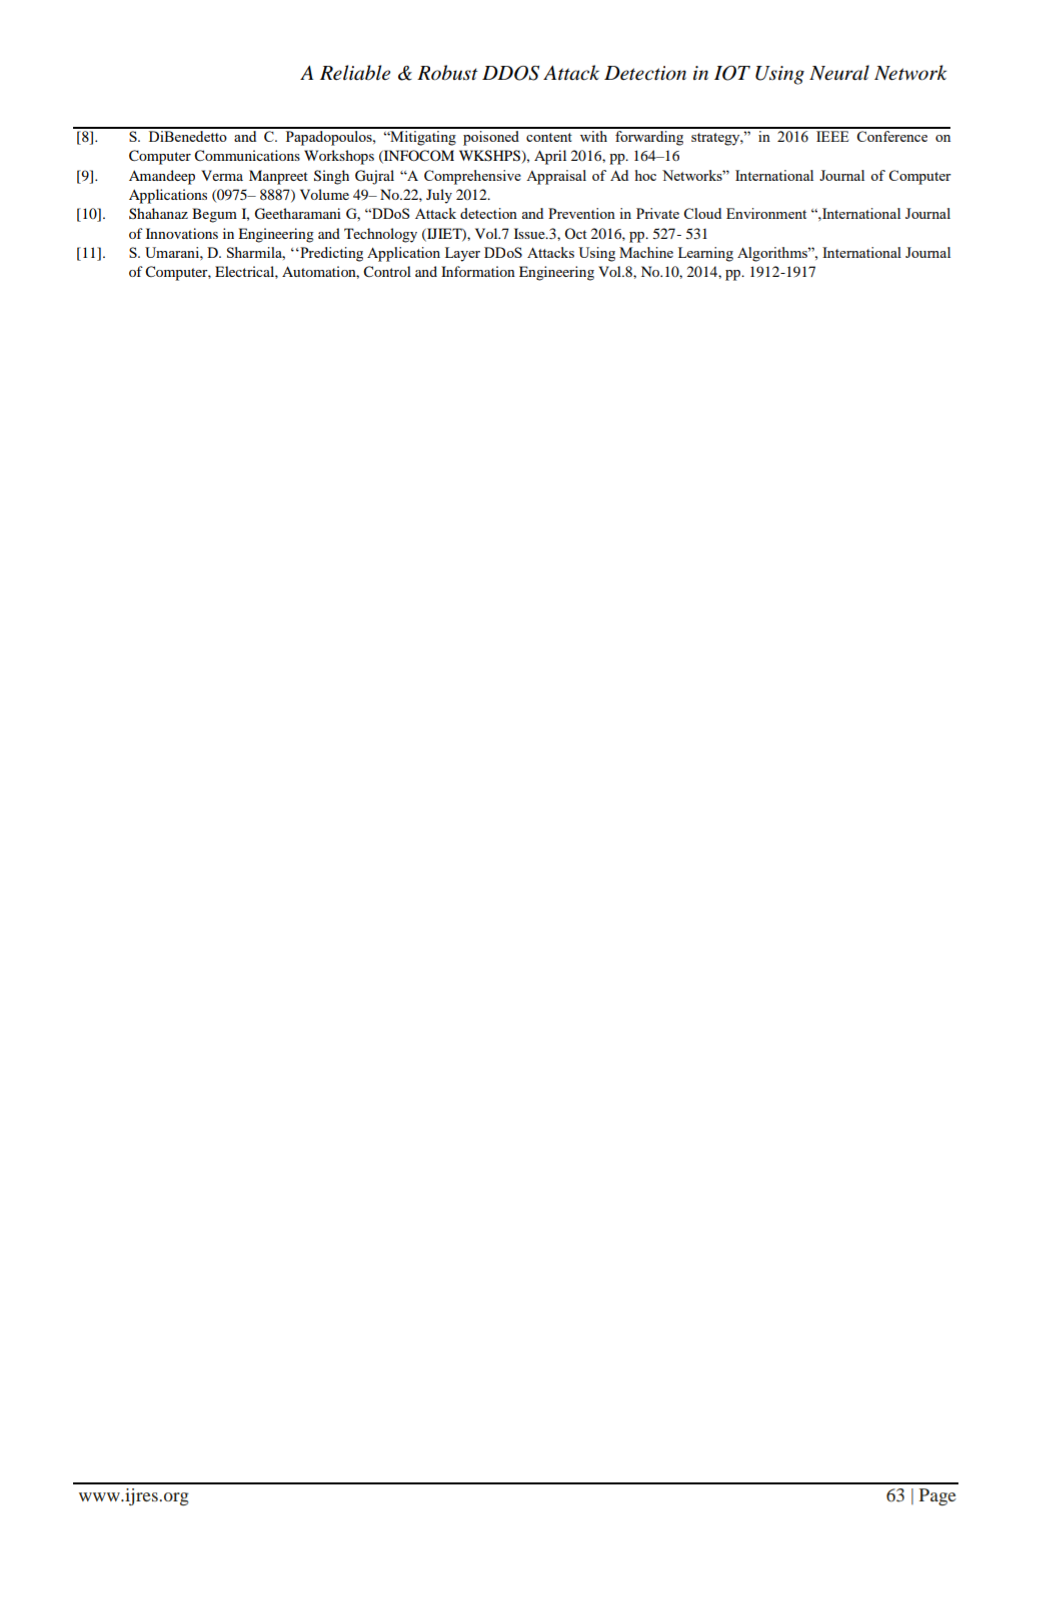 A Reliable & Robust DDOS Attack Detection in IOT Using Neural Network
[8]. S. DiBenedetto and C. Papadopoulos, “Mitigating poisoned content with forwarding strategy,” in 2016 IEEE Conference on
Computer Communications Workshops (INFOCOM WKSHPS), April 2016, pp. 164–16
[9]. Amandeep Verma Manpreet Singh Gujral “A Comprehensive Appraisal of Ad hoc Networks” International Journal of Computer
Applications (0975– 8887) Volume 49– No.22, July 2012.
[10]. Shahanaz Begum I, Geetharamani G, “DDoS Attack detection and Prevention in Private Cloud Environment “,International Journal
of Innovations in Engineering and Technology (IJIET), Vol.7 Issue.3, Oct 2016, pp. 527- 531
[11]. S. Umarani, D. Sharmila, ‘‘Predicting Application Layer DDoS Attacks Using Machine Learning Algorithms”, International Journal
of Computer, Electrical, Automation, Control and Information Engineering Vol.8, No.10, 2014, pp. 1912-1917
www.ijres.org 63 | Page